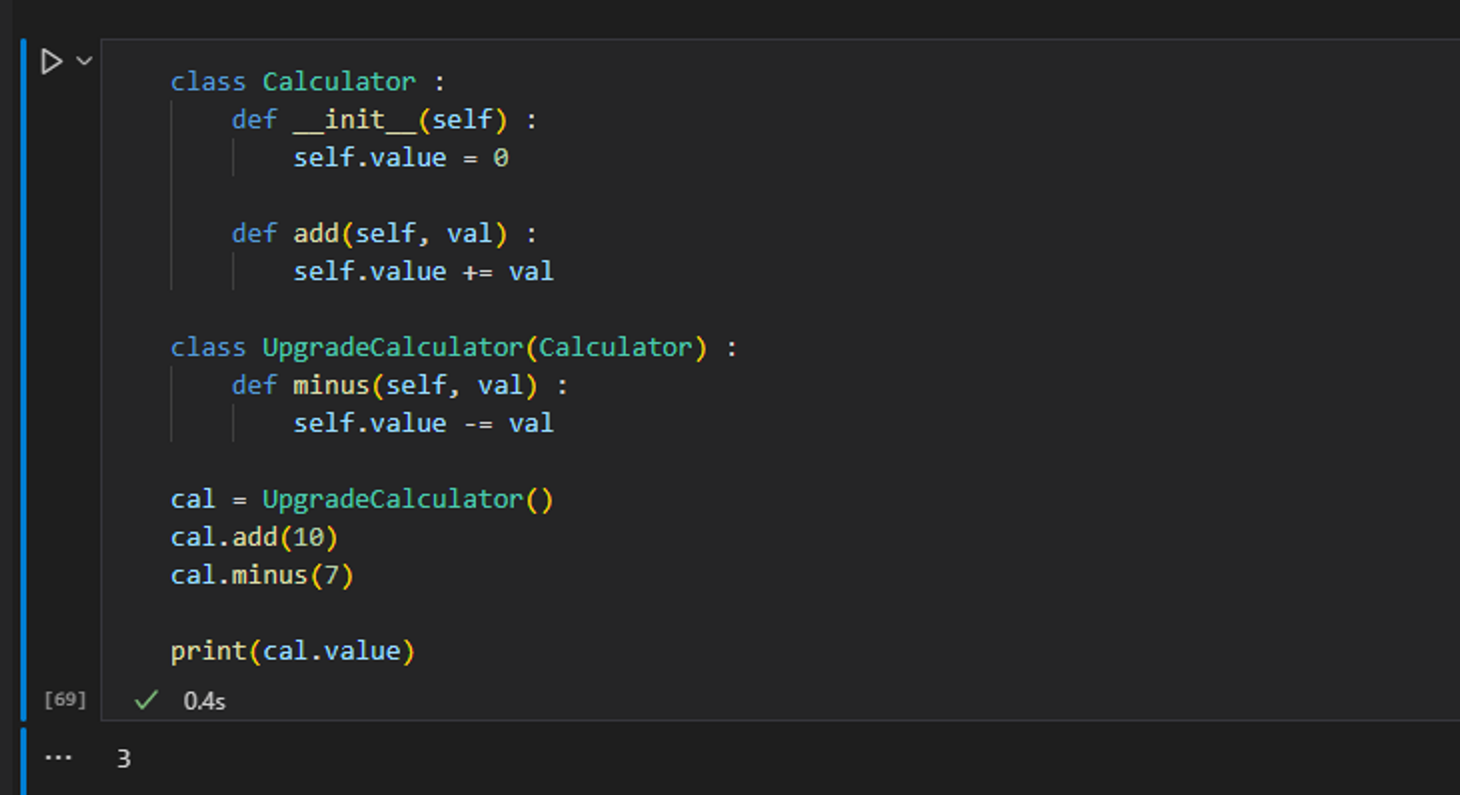 class Calculator :
    def __init__(self) :
        self.value = 0
    def add(self, val) :
        self.value += val
class UpgradeCalculator(Calculator) :
    def minus(self, val) :
        self.value -= val
cal = UpgradeCalculator()
cal.add(10)
cal.minus(7)
print(cal.value)
[69] ✓ 0.4s
... 3